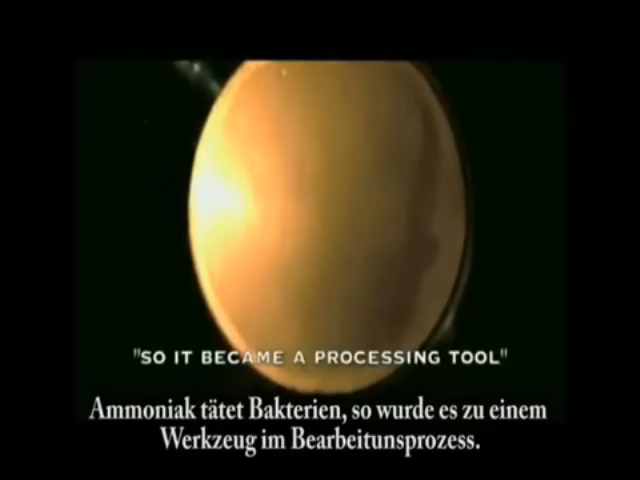 "SO IT BECAME A PROCESSING TOOL"
Ammoniak tätet Bakterien, so wurde es zu einem
Werkzeug im Bearbeitunsprozess.